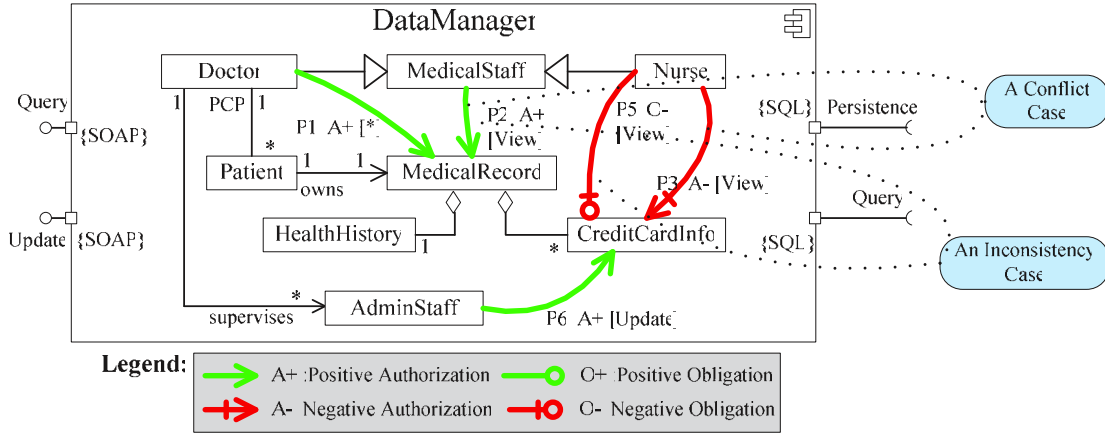 DataManager
Doctor
MedicalStaff
Nurse
A Conflict
Case
Query
{SOAP}
1
1
PCP
P1 A+ [*]
P2 A+
[View]
P5 C-
[View]
{SQL}
Persistence
*
Patient
1
1
owns
MedicalRecord
P3 A- [View]
Query
Update
{SOAP}
HealthHistory
1
*
CreditCardInfo
{SQL}
An Inconsistency
Case
*
supervises
AdminStaff
P6 A+ [Update]
Legend:
A+ :Positive Authorization
O+ :Positive Obligation
A- Negative Authorization
O- Negative Obligation